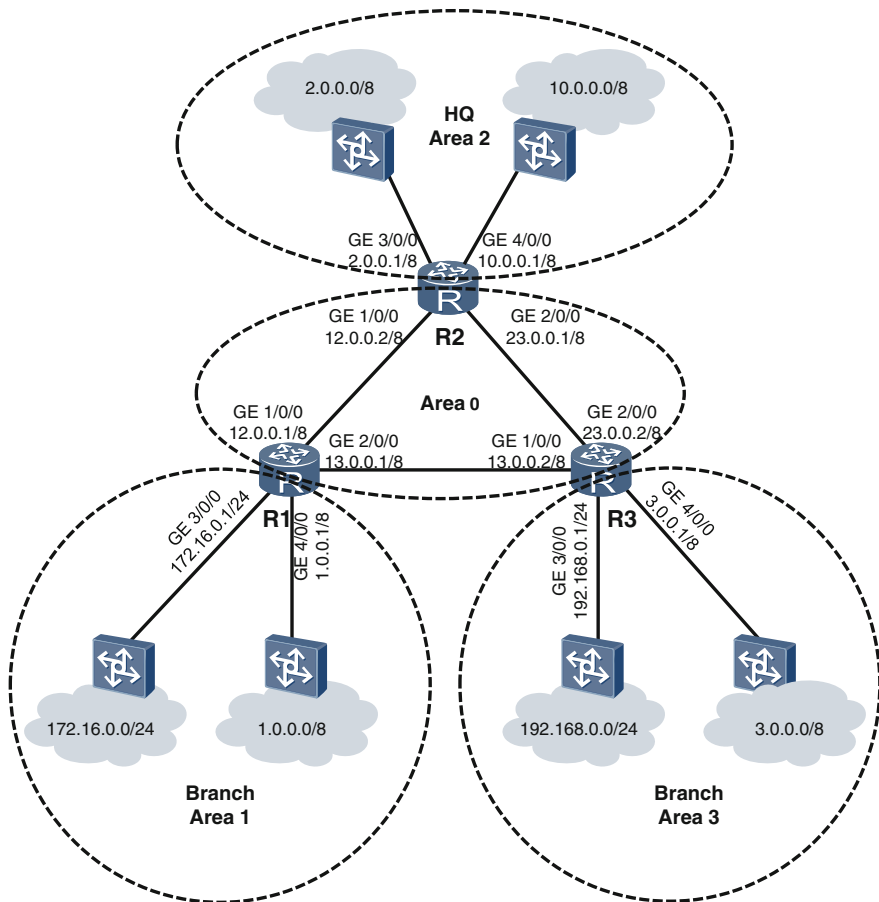 2.0.0.0/8
10.0.0.0/8
HQ
Area 2
GE 3/0/0
2.0.0.1/8
GE 4/0/0
10.0.0.1/8
R
R2
GE 1/0/0
12.0.0.2/8
GE 2/0/0
23.0.0.1/8
Area 0
GE 1/0/0
12.0.0.1/8
GE 2/0/0
13.0.0.1/8
GE 1/0/0
13.0.0.2/8
GE 2/0/0
23.0.0.2/8
R
R1
R
R3
GE 3/0/0
172.16.0.1/24
GE 4/0/0
1.0.0.1/8
GE 3/0/0
192.168.0.1/24
GE 4/0/0
3.0.0.1/8
172.16.0.0/24
1.0.0.0/8
192.168.0.0/24
3.0.0.0/8
Branch
Area 1
Branch
Area 3